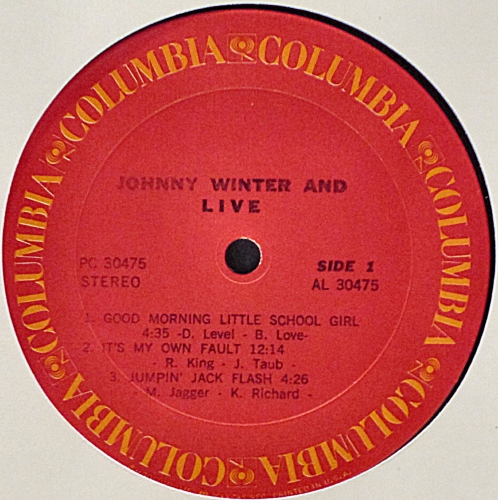 COLUMBIA COLUMBIA COLUMBIA COLUMBIA COLUMBIA COLUMBIA
JOHNNY WINTER AND
LIVE
PC 30475 SIDE 1
STEREO AL 30475
1. GOOD MORNING LITTLE SCHOOL GIRL
4:35 -D. Level - B. Love-
2. IT'S MY OWN FAULT 12:14
- R. King - J. Taub -
3. JUMPIN' JACK FLASH 4:26
- M. Jagger - K. Richard -